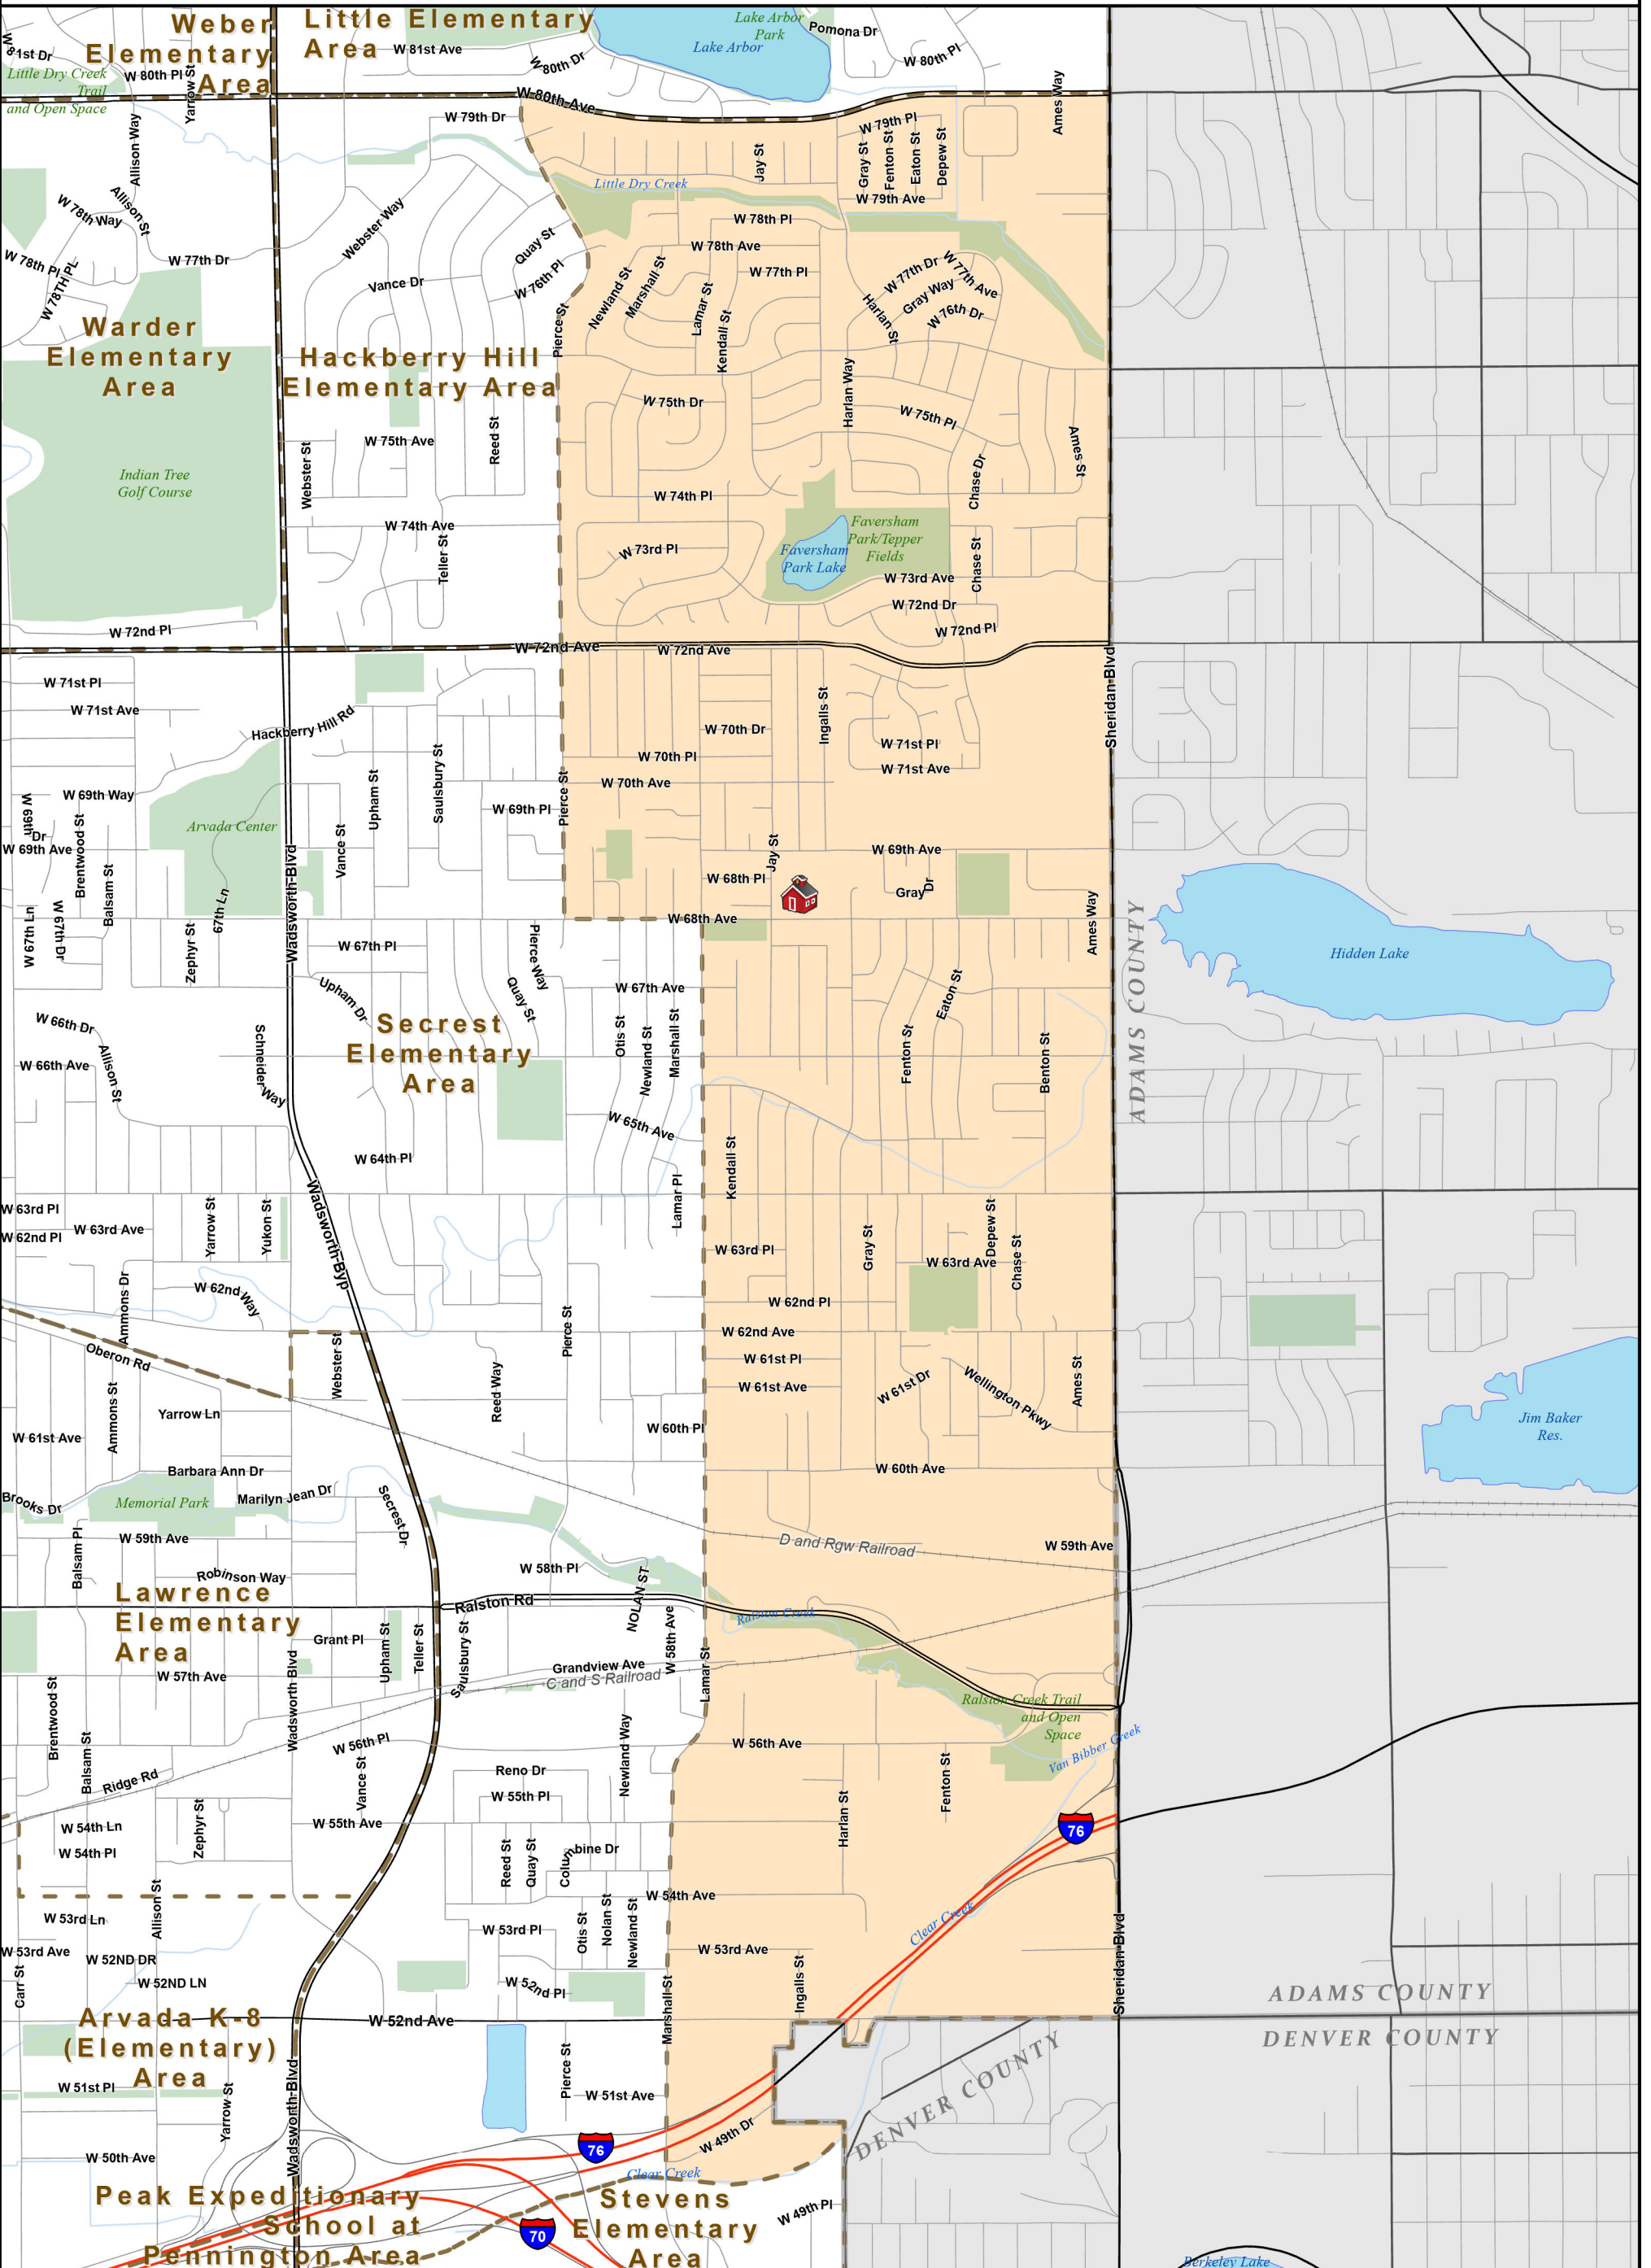 Weber
Elementary
Area
Little Elementary
Area
Lake Arbor
Park
Lake Arbor
Pomona Dr
W 81st Ave
W 80th Dr
W 80th Pl
81st Dr
W 80th Pl
Little Dry Creek
Trail
and Open Space
Yarrow St
W 80th Ave
Ames Way
W 79th Dr
W 79th Pl
Allison Way
Jay St
Gray St
Fenton St
Eaton St
Depew St
Little Dry Creek
W 79th Ave
W 78th Way
Allison St
Webster Way
Quay St
W 78th Pl
W 78th Ave
W 78th Pl
W 78TH PL
W 77th Dr
Vance Dr
W 76th Pl
W 77th Pl
W 77th Dr
W 77th Ave
Gray Way
W 76th Dr
Newland St
Marshall St
Lamar St
Kendall St
Harlan St
Pierce St
Warder
Elementary
Area
Hackberry Hill
Elementary Area
Harlan Way
W 75th Dr
W 75th Pl
W 75th Ave
Reed St
Webster St
Ames St
Chase Dr
Indian Tree
Golf Course
W 74th Pl
W 74th Ave
Teller St
W 73rd Pl
Faversham
Park/Tepper
Fields
Faversham
Park Lake
Chase St
W 73rd Ave
W 72nd Dr
W 72nd Pl
W 72nd Pl
W 72nd Ave
W 72nd Ave
Sheridan Blvd
W 71st Pl
W 71st Ave
Hackberry Hill Rd
Ingalls St
W 70th Dr
W 71st Pl
W 70th Pl
W 71st Ave
W 70th Ave
Saulsbury St
Upham St
Pierce St
W 69th Way
W 69th Pl
W 69th
Dr
Arvada Center
W 69th Ave
Brentwood St
Balsam St
Vance St
Wadsworth Blvd
Jay St
W 69th Ave
W 68th Pl
Gray
Dr
W 68th Ave
W 67th Ln
W 67th Dr
Zephyr St
67th Ln
Ames Way
ADAMS COUNTY
Hidden Lake
W 67th Pl
Pierce Way
Quay St
Upham Dr
W 67th Ave
Eaton St
W 66th Dr
Secrest
Elementary
Area
Otis St
Newland St
Marshall St
Fenton St
Benton St
Schneider Way
W 66th Ave
Allison St
W 65th Ave
W 64th Pl
Kendall St
Lamar Pl
Wadsworth Byp
W 63rd Pl
W 63rd Ave
W 62nd Pl
Yarrow St
Yukon St
W 63rd Pl
Gray St
Depew St
W 63rd Ave
Chase St
Ammons Dr
W 62nd Way
W 62nd Pl
Pierce St
W 62nd Ave
Oberon Rd
Webster St
W 61st Pl
W 61st Ave
W 61st Dr
Wellington Pkwy
Ames St
Reed Way
Ammons St
Yarrow Ln
W 61st Ave
W 60th Pl
Jim Baker
Res.
Barbara Ann Dr
W 60th Ave
Brooks Dr
Memorial Park
Marilyn Jean Dr
Secrest Dr
W 59th Ave
D and Rgw Railroad
W 59th Ave
Balsam Pl
Robinson Way
W 58th Pl
NOLAN ST
Lawrence
Elementary
Area
Ralston Rd
Ralston Creek
W 58th Ave
Grant Pl
Upham St
Teller St
Saulsbury St
Lamar St
Wadsworth Blvd
Grandview Ave
C and S Railroad
W 57th Ave
Brentwood St
Ralston Creek Trail
and Open
Space
Van Bibber Creek
W 56th Pl
W 56th Ave
Balsam St
Vance St
Newland Way
Reno Dr
Fenton St
Ridge Rd
W 55th Pl
Harlan St
76
W 54th Ln
Zephyr St
W 55th Ave
W 54th Pl
Reed St
Quay St
Columbine Dr
W 54th Ave
Allison St
W 53rd Ln
W 53rd Pl
Otis St
Nolan St
Newland St
Clear Creek
W 53rd Ave
W 53rd Ave
W 52ND DR
Ingalls St
Sheridan Blvd
Carr St
W 52ND LN
W 52nd Pl
Marshall St
ADAMS COUNTY
Arvada K-8
(Elementary)
Area
W 52nd Ave
DENVER COUNTY
DENVER COUNTY
Pierce St
W 51st Pl
W 51st Ave
Yarrow St
Wadsworth Blvd
W 49th Dr
76
W 50th Ave
Clear Creek
Peak Expeditionary
School at
Pennington Area
Stevens
Elementary
Area
W 49th Pl
70
Berkeley Lake